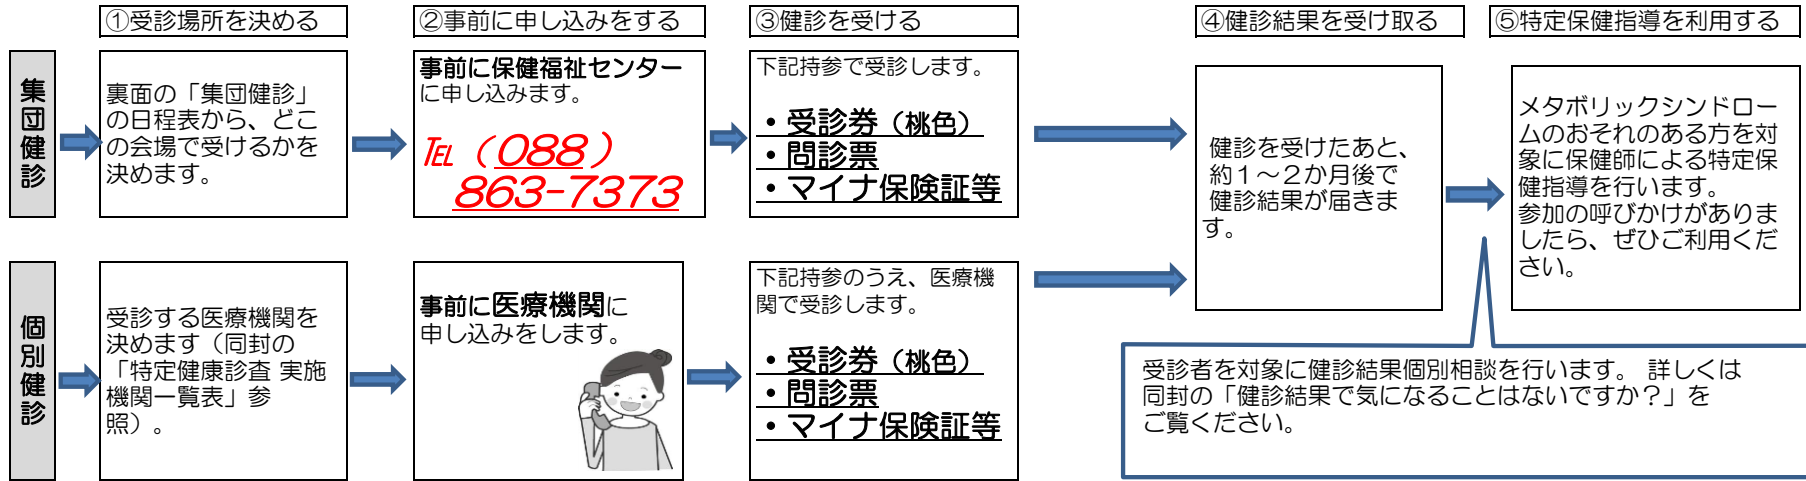 ①受診場所を決める
②事前に申し込みをする
③健診を受ける
④健診結果を受け取る
⑤特定保健指導を利用する
集団健診
裏面の「集団健診」
の日程表から、どこ
の会場で受けるかを
決めます。
事前に保健福祉センター
に申し込みます。
℡（088）
863-7373
下記持参で受診します。
・受診券（桃色）
・問診票
・マイナ保険証等
健診を受けたあと、
約１～２か月後で
健診結果が届きま
す。
メタボリックシンドロー
ムのおそれのある方を対
象に保健師による特定保
健指導を行います。
参加の呼びかけがありま
したら、ぜひご利用くだ
さい。
個別健診
受診する医療機関を
決めます（同封の
「特定健康診査 実施
機関一覧表」参
照）。
事前に医療機関に
申し込みをします。
下記持参のうえ、医療機
関で受診します。
・受診券（桃色）
・問診票
・マイナ保険証等
受診者を対象に健診結果個別相談を行います。 詳しくは
同封の「健診結果で気になることはないですか？」を
ご覧ください。